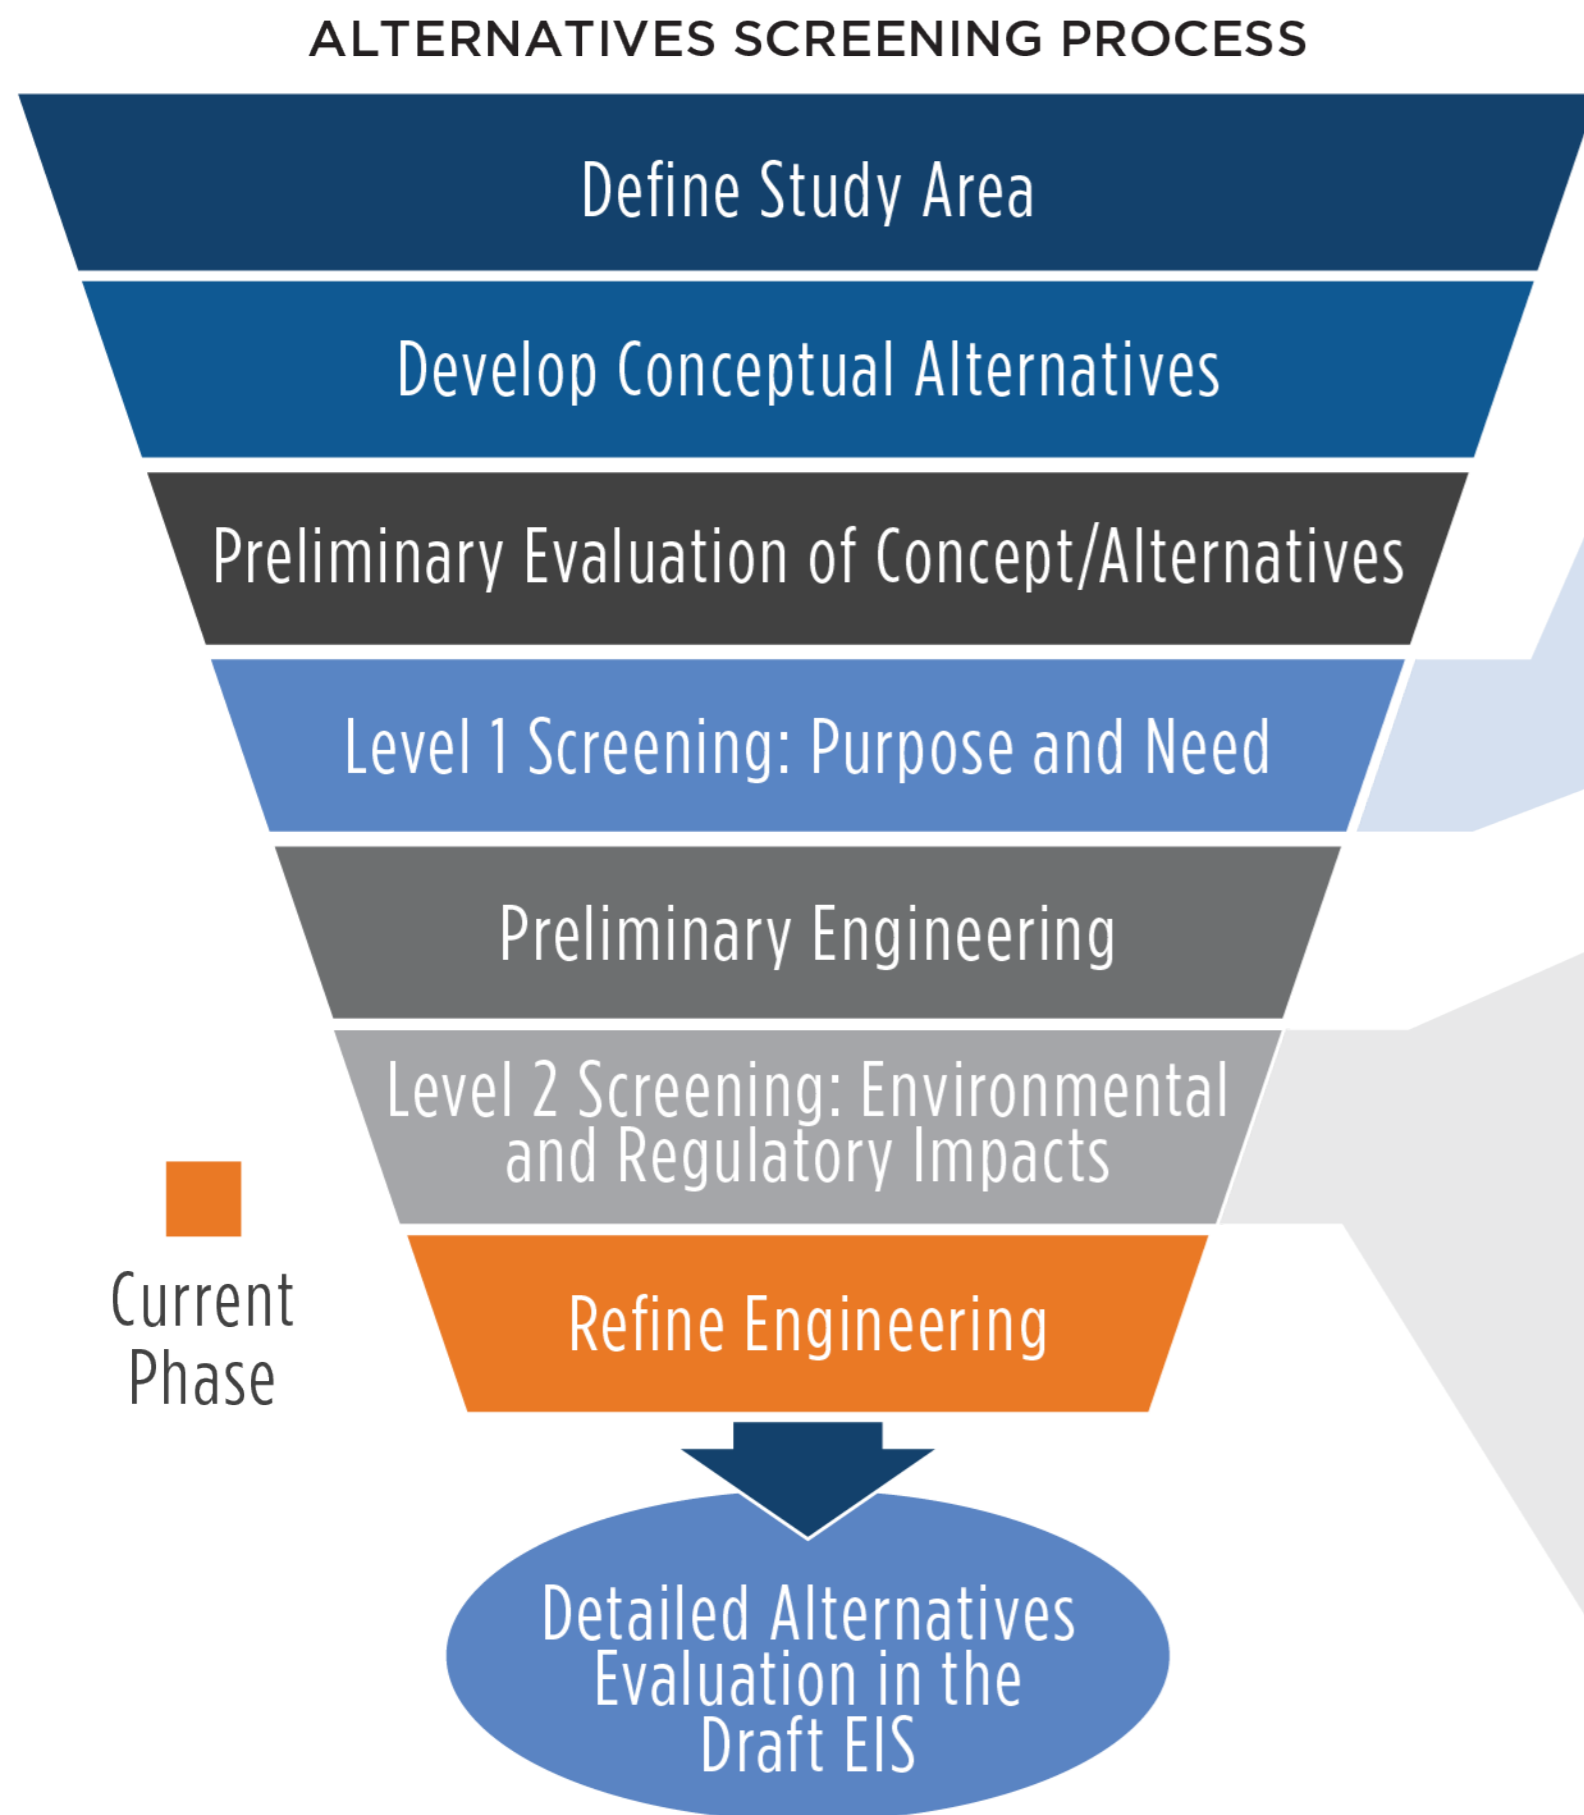 ALTERNATIVES SCREENING PROCESS
Define Study Area
Develop Conceptual Alternatives
Preliminary Evaluation of Concept/Alternatives
Level 1 Screening: Purpose and Need
Preliminary Engineering
Level 2 Screening: Environmental
and Regulatory Impacts
Current
Phase
Refine Engineering
Detailed Alternatives
Evaluation in the
Draft EIS